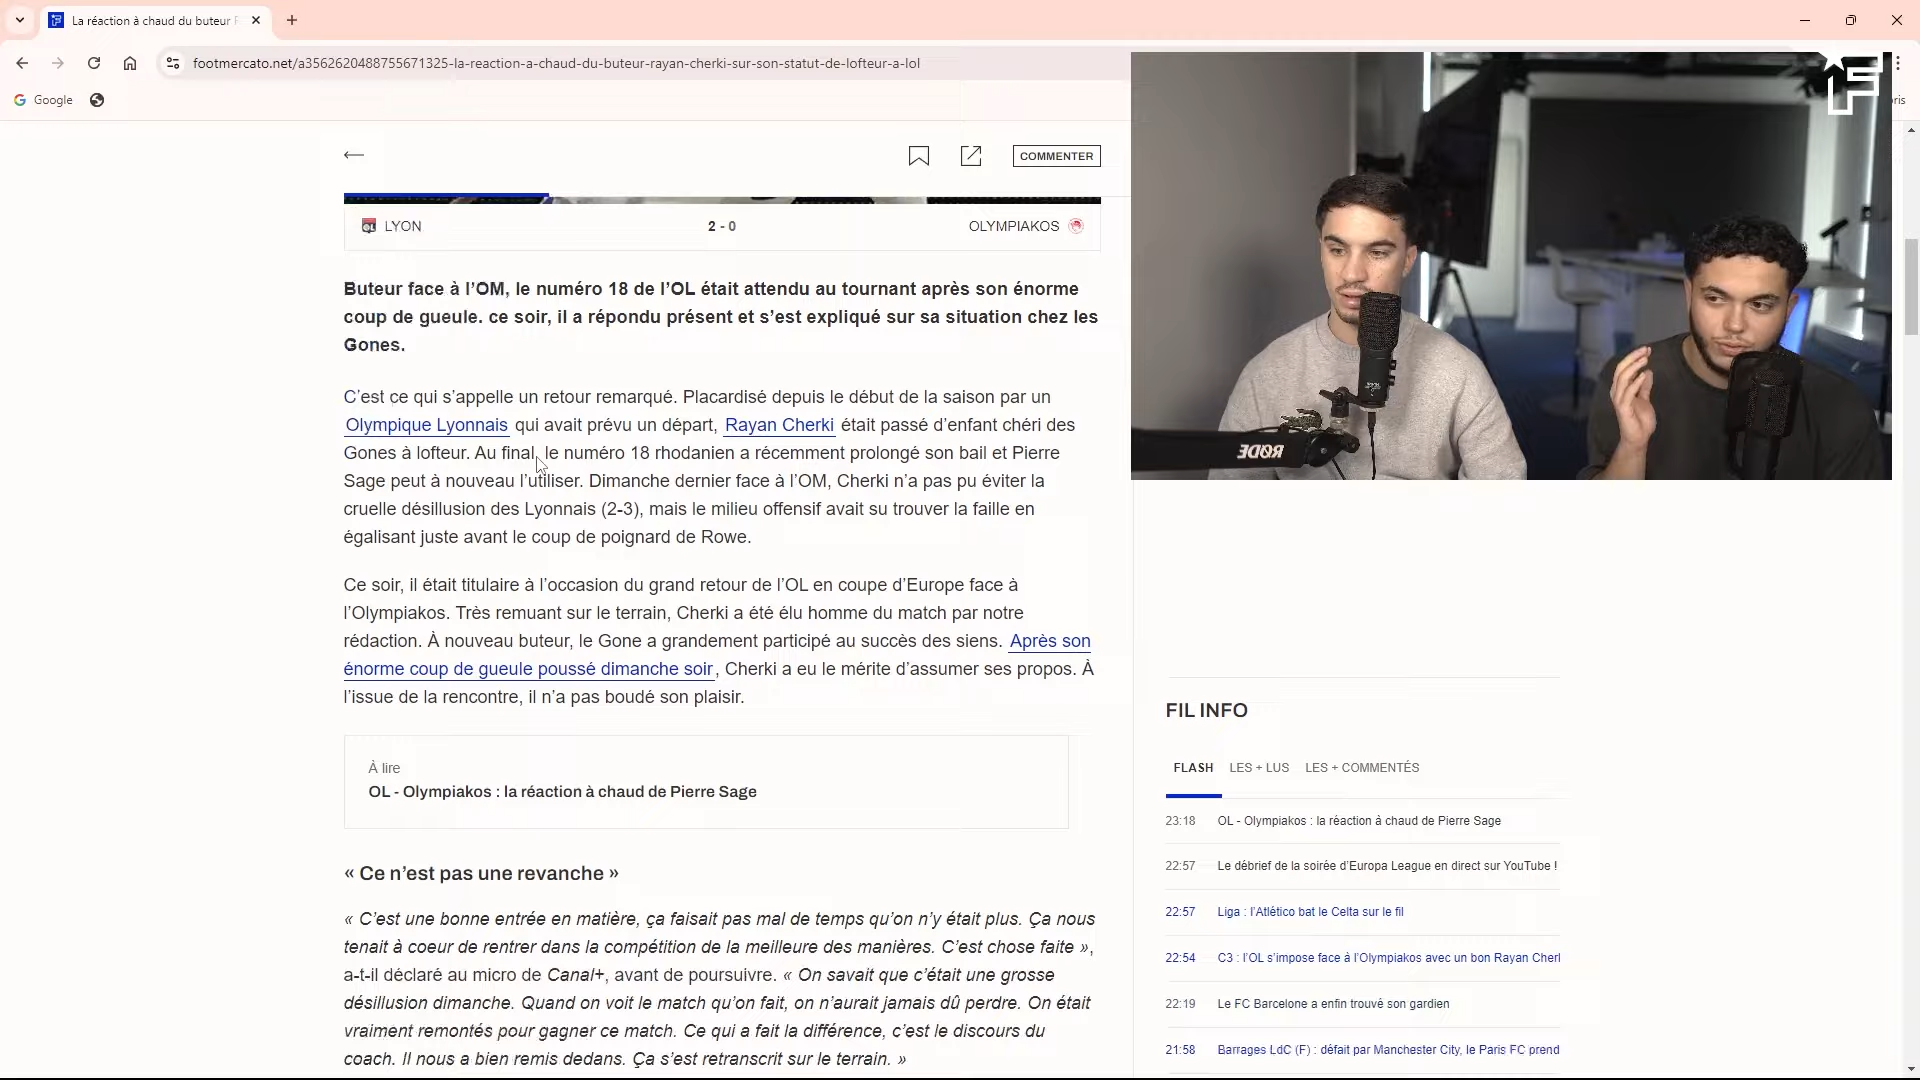 La réaction à chaud du buteur
footmercato.net/a3562620488755671325-la-reaction-a-chaud-du-buteur-rayan-cherki-sur-son-statut-de-lofteur-a-lol
Google
COMMENTER
LYON 2 - 0 OLYMPIAKOS
Buteur face à l’OM, le numéro 18 de l’OL était attendu au tournant après son énorme
coup de gueule. ce soir, il a répondu présent et s’est expliqué sur sa situation chez les
Gones.
C’est ce qui s’appelle un retour remarqué. Placardisé depuis le début de la saison par un
Olympique Lyonnais qui avait prévu un départ, Rayan Cherki était passé d’enfant chéri des
Gones à lofteur. Au final, le numéro 18 rhodanien a récemment prolongé son bail et Pierre
Sage peut à nouveau l’utiliser. Dimanche dernier face à l’OM, Cherki n’a pas pu éviter la
cruelle désillusion des Lyonnais (2-3), mais le milieu offensif avait su trouver la faille en
égalisant juste avant le coup de poignard de Rowe.
Ce soir, il était titulaire à l’occasion du grand retour de l’OL en coupe d’Europe face à
l’Olympiakos. Très remuant sur le terrain, Cherki a été élu homme du match par notre
rédaction. À nouveau buteur, le Gone a grandement participé au succès des siens. Après son
énorme coup de gueule poussé dimanche soir, Cherki a eu le mérite d’assumer ses propos. À
l’issue de la rencontre, il n’a pas boudé son plaisir.
À lire
OL - Olympiakos : la réaction à chaud de Pierre Sage
« Ce n’est pas une revanche »
« C’est une bonne entrée en matière, ça faisait pas mal de temps qu’on n’y était plus. Ça nous
tenait à coeur de rentrer dans la compétition de la meilleure des manières. C’est chose faite »,
a-t-il déclaré au micro de Canal+, avant de poursuivre. « On savait que c’était une grosse
désillusion dimanche. Quand on voit le match qu’on fait, on n’aurait jamais dû perdre. On était
vraiment remontés pour gagner ce match. Ce qui a fait la différence, c’est le discours du
coach. Il nous a bien remis dedans. Ça s’est retranscrit sur le terrain. »
RØDE
FIL INFO
FLASH LES + LUS LES + COMMENTÉS
23:18 OL - Olympiakos : la réaction à chaud de Pierre Sage
22:57 Le débrief de la soirée d’Europa League en direct sur YouTube !
22:57 Liga : l’Atlético bat le Celta sur le fil
22:54 C3 : l’OL s’impose face à l’Olympiakos avec un bon Rayan Cherl
22:19 Le FC Barcelone a enfin trouvé son gardien
21:58 Barrages LdC (F) : défait par Manchester City, le Paris FC prend